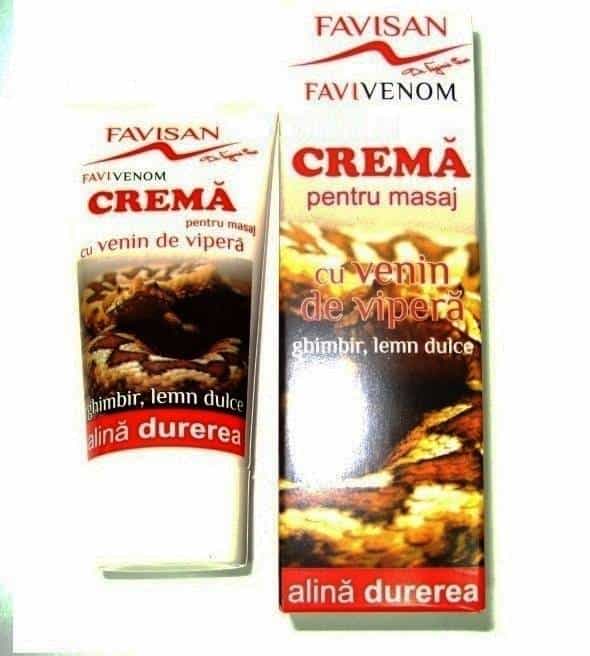 FAVISAN
FAVIVENOM
CREMĂ
pentru masaj
cu venin de viperă
ghimbir, lemn dulce
alină durerea
FAVISAN
FAVIVENOM
CREMĂ
pentru masaj
cu venin
de viperă
ghimbir, lemn dulce
alină durerea